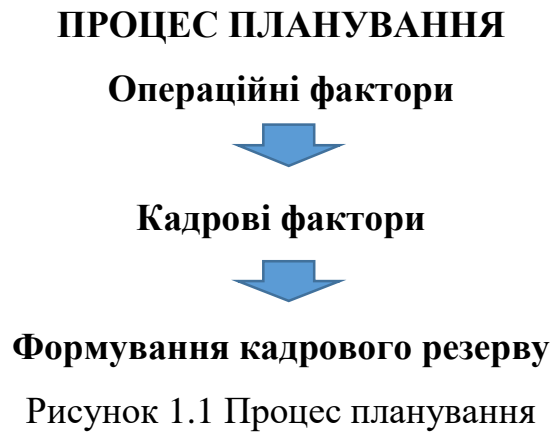 ПРОЦЕС ПЛАНУВАННЯ
Операційні фактори
Кадрові фактори
Формування кадрового резерву
Рисунок 1.1 Процес планування